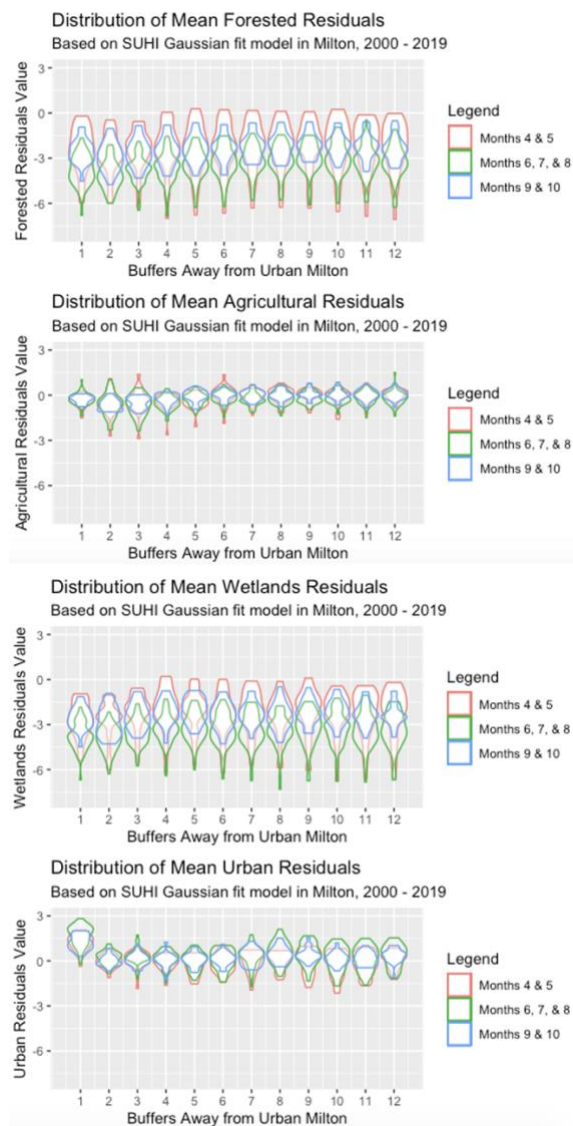 Distribution of Mean Forested Residuals
Based on SUHI Gaussian fit model in Milton, 2000 - 2019
Forested Residuals Value
3
0
-3
-6
1 2 3 4 5 6 7 8 9 10 11 12
Buffers Away from Urban Milton
Legend
Months 4 & 5
Months 6, 7, & 8
Months 9 & 10
Distribution of Mean Agricultural Residuals
Based on SUHI Gaussian fit model in Milton, 2000 - 2019
Agricultural Residuals Value
3
0
-3
-6
1 2 3 4 5 6 7 8 9 10 11 12
Buffers Away from Urban Milton
Legend
Months 4 & 5
Months 6, 7, & 8
Months 9 & 10
Distribution of Mean Wetlands Residuals
Based on SUHI Gaussian fit model in Milton, 2000 - 2019
Wetlands Residuals Value
3
0
-3
-6
1 2 3 4 5 6 7 8 9 10 11 12
Buffers Away from Urban Milton
Legend
Months 4 & 5
Months 6, 7, & 8
Months 9 & 10
Distribution of Mean Urban Residuals
Based on SUHI Gaussian fit model in Milton, 2000 - 2019
Urban Residuals Value
3
0
-3
-6
1 2 3 4 5 6 7 8 9 10 11 12
Buffers Away from Urban Milton
Legend
Months 4 & 5
Months 6, 7, & 8
Months 9 & 10